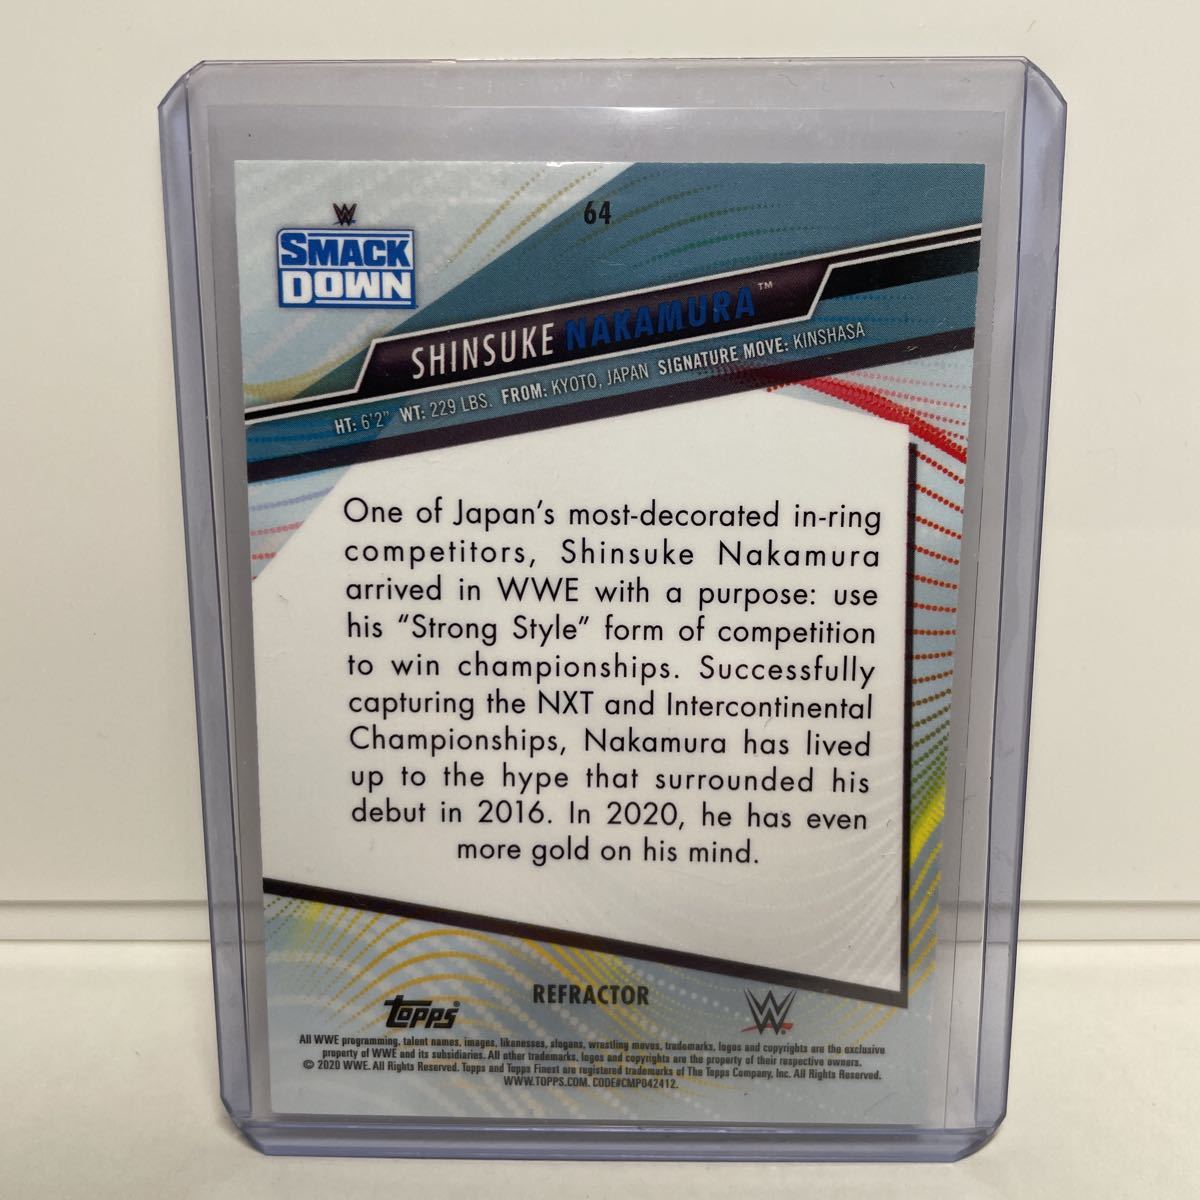 64
W
SMACK
DOWN
SHINSUKE NAKAMURA™
HT: 6'2" WT: 229 LBS. FROM: KYOTO, JAPAN SIGNATURE MOVE: KINSHASA
One of Japan's most-decorated in-ring
competitors, Shinsuke Nakamura
arrived in WWE with a purpose: use
his “Strong Style” form of competition
to win championships. Successfully
capturing the NXT and Intercontinental
Championships, Nakamura has lived
up to the hype that surrounded his
debut in 2016. In 2020, he has even
more gold on his mind.
REFRACTOR
topps®
W
All WWE programming, talent names, images, likenesses, slogans, wrestling moves, trademarks, logos and copyrights are the exclusive
property of WWE and its subsidiaries. All other trademarks, logos and copyrights are the property of their respective owners.
© 2020 WWE. All Rights Reserved. Topps and Topps Finest are registered trademarks of The Topps Company, Inc. All Rights Reserved.
WWW.TOPPS.COM. CODE#CMP042412.